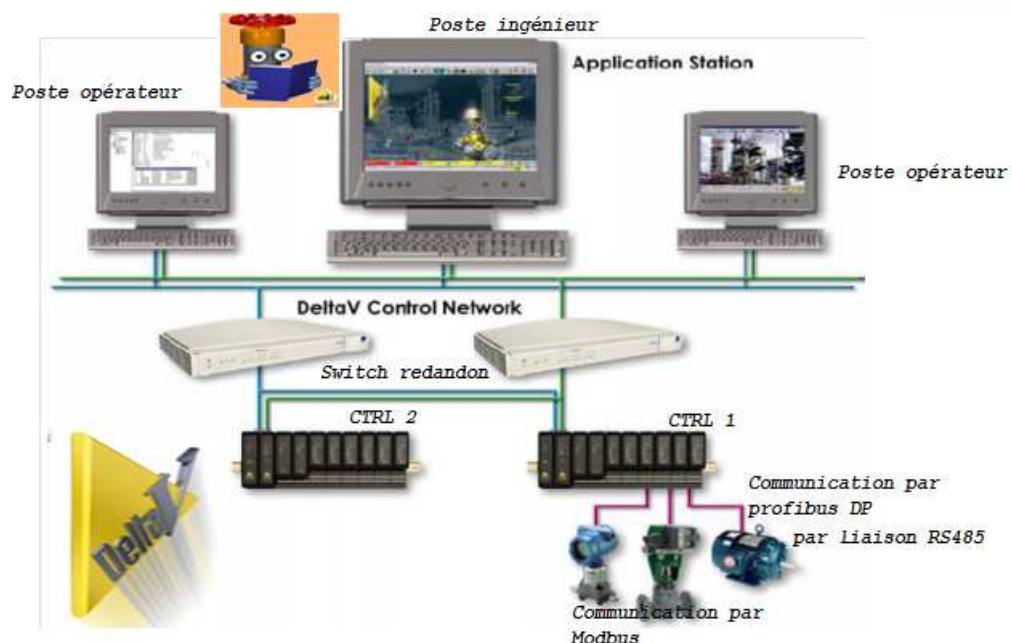 Poste ingénieur
Application Station
Poste opérateur
Poste opérateur
DeltaV Control Network
Switch redandon
CTRL 2
CTRL 1
Communication par
profibus DP
par Liaison RS485
DeltaV
Communication par
Modbus